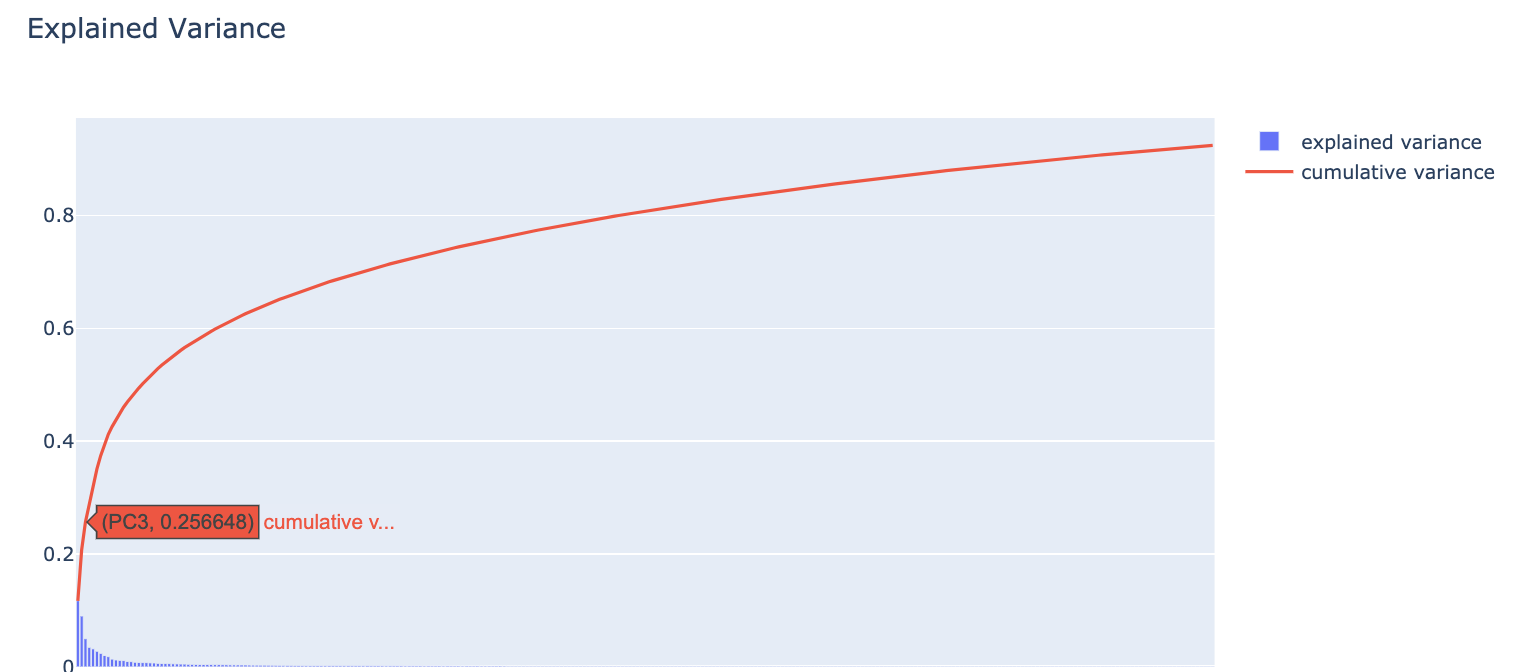 Explained Variance
explained variance
cumulative variance
0.8
0.6
0.4
(PC3, 0.256648) cumulative v...
0.2
0